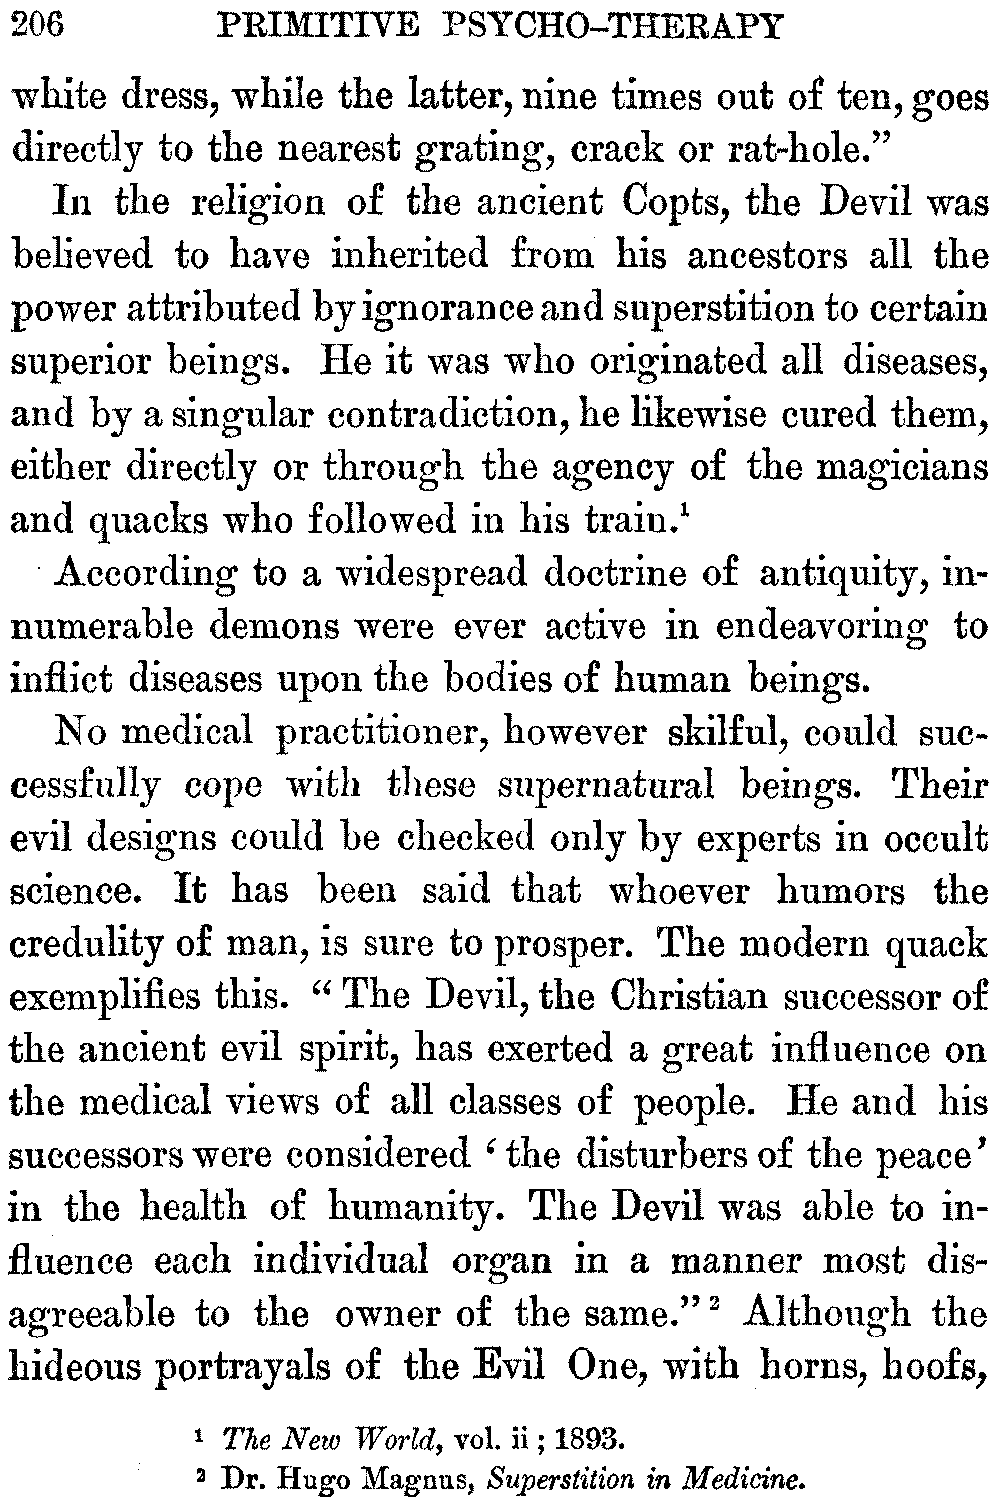 206 PRIMITIVE PSYCHO-THERAPY
white dress, while the latter, nine times out of ten, goes
directly to the nearest grating, crack or rat-hole.”
In the religion of the ancient Copts, the Devil was
believed to have inherited from his ancestors all the
power attributed by ignorance and superstition to certain
superior beings. He it was who originated all diseases,
and by a singular contradiction, he likewise cured them,
either directly or through the agency of the magicians
and quacks who followed in his train.¹
According to a widespread doctrine of antiquity, in-
numerable demons were ever active in endeavoring to
inflict diseases upon the bodies of human beings.
No medical practitioner, however skilful, could suc-
cessfully cope with these supernatural beings. Their
evil designs could be checked only by experts in occult
science. It has been said that whoever humors the
credulity of man, is sure to prosper. The modern quack
exemplifies this. “The Devil, the Christian successor of
the ancient evil spirit, has exerted a great influence on
the medical views of all classes of people. He and his
successors were considered ‘the disturbers of the peace’
in the health of humanity. The Devil was able to in-
fluence each individual organ in a manner most dis-
agreeable to the owner of the same.”² Although the
hideous portrayals of the Evil One, with horns, hoofs,
¹ The New World, vol. ii; 1893.
² Dr. Hugo Magnus, Superstition in Medicine.